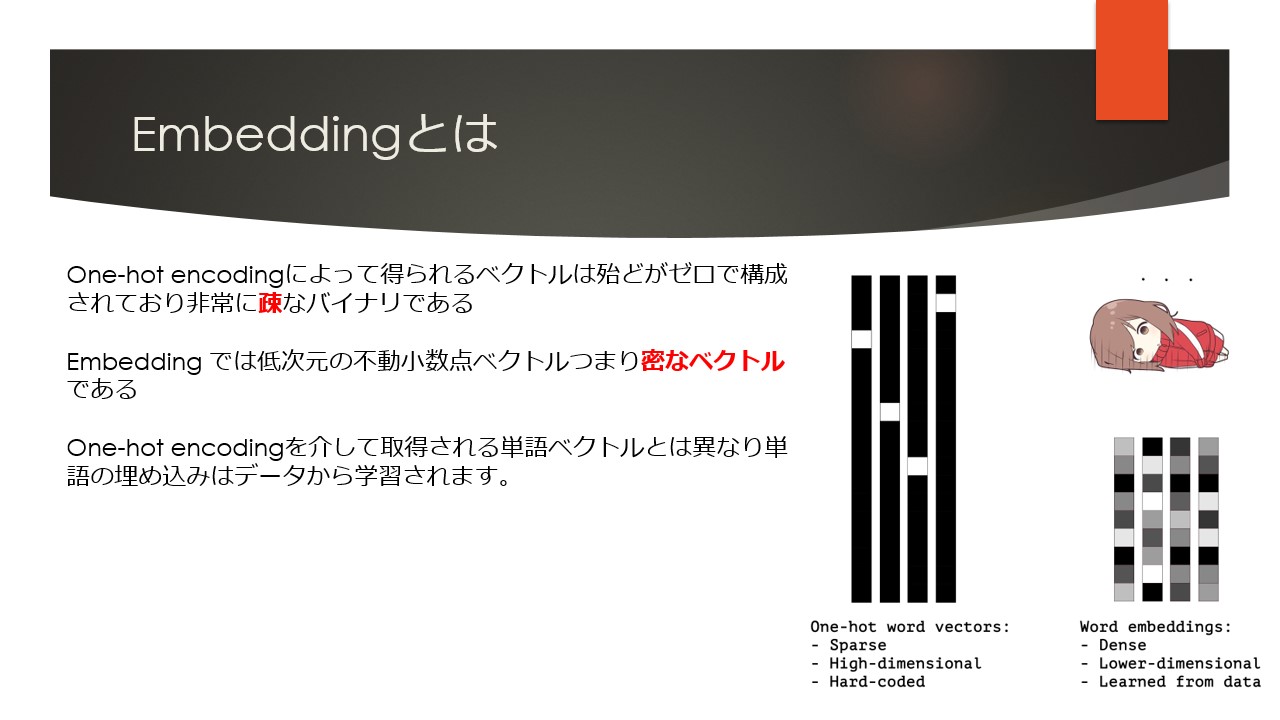 Embeddingとは
One-hot encodingによって得られるベクトルは殆どがゼロで構成
されており非常に疎なバイナリである
Embedding では低次元の不動小数点ベクトルつまり密なベクトル
である
One-hot encodingを介して取得される単語ベクトルとは異なり単
語の埋め込みはデータから学習されます。
. . .
One-hot word vectors:
- Sparse
- High-dimensional
- Hard-coded
Word embeddings:
- Dense
- Lower-dimensional
- Learned from data